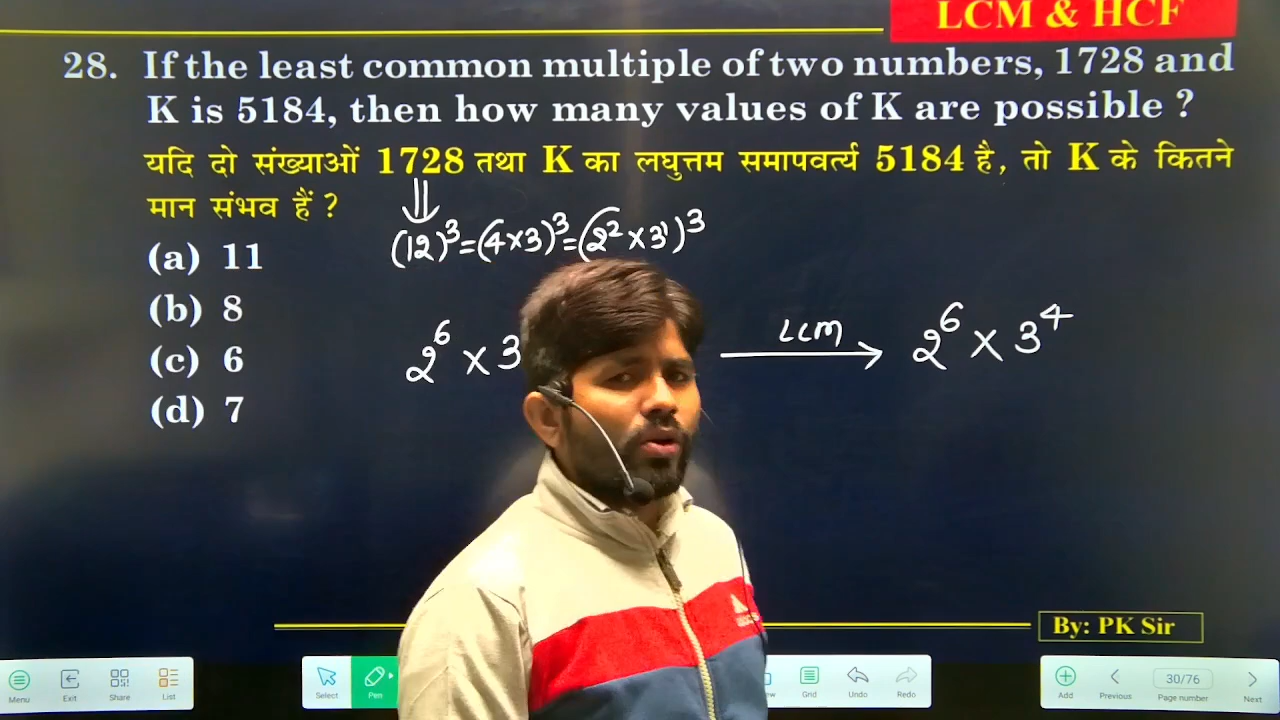 LCM & HCF
28. If the least common multiple of two numbers, 1728 and
K is 5184, then how many values of K are possible ?
यदि दो संख्याओं 1728 तथा K का लघुत्तम समापवर्त्य 5184 है, तो K के कितने
मान संभव हैं ?
(12)³=(4×3)³=(2²×3¹)³
(a) 11
(b) 8
(c) 6
(d) 7
2⁶ × 3
LCM
2⁶ × 3⁴
By: PK Sir
Menu Exit Share List Select Pen Grid Undo Redo Add Previous 30/76 Page number Next